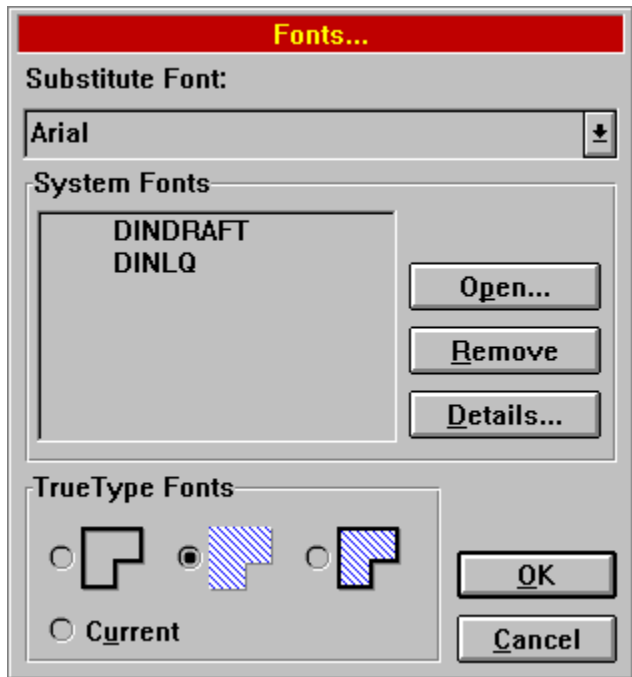 Fonts...
Substitute Font:
Arial
System Fonts
DINDRAFT
DINLQ
Open...
Remove
Details...
TrueType Fonts
Current
OK
Cancel